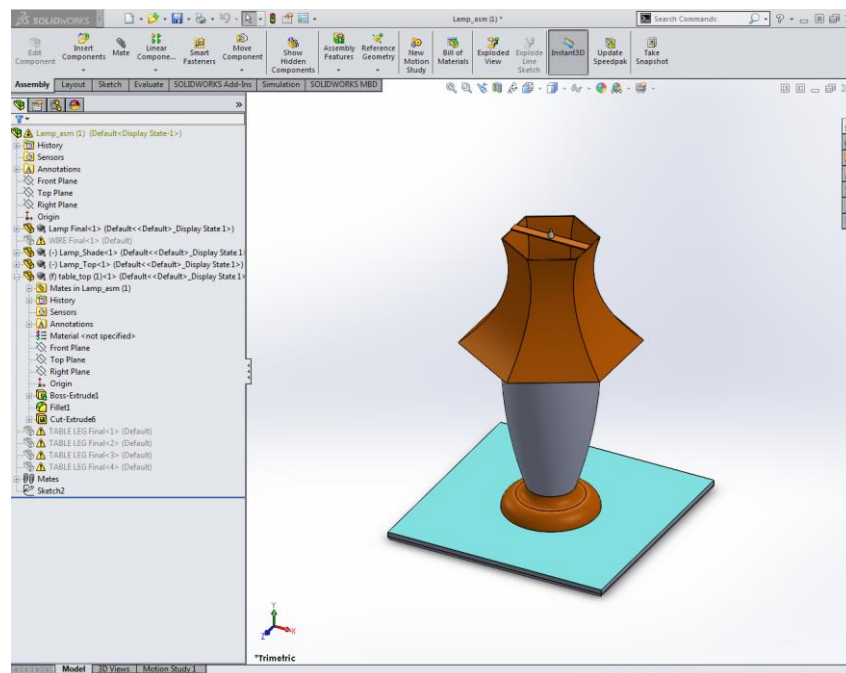 SOLIDWORKS
Lamp_asm (1) *
Search Commands
Edit Component
Insert Components
Mate
Linear Compone...
Smart Fasteners
Move Component
Show Hidden Components
Assembly Features
Reference Geometry
New Motion Study
Bill of Materials
Exploded View
Explode Line Sketch
Instant3D
Update Speedpak
Take Snapshot
Assembly Layout Sketch Evaluate SOLIDWORKS Add-Ins Simulation SOLIDWORKS MBD
Lamp_asm (1) (Default<Display State-1>)
History
Sensors
Annotations
Front Plane
Top Plane
Right Plane
Origin
Lamp Final<1> (Default<<Default>_Display State 1>)
WIRE Final<1> (Default)
(-) Lamp_Shade<1> (Default<<Default>_Display State 1
(-) Lamp_Top<1> (Default<<Default>_Display State 1>)
(f) table_top (1)<1> (Default<<Default>_Display State 1>
Mates in Lamp_asm (1)
History
Sensors
Annotations
Material <not specified>
Front Plane
Top Plane
Right Plane
Origin
Boss-Extrude1
Fillet1
Cut-Extrude6
TABLE LEG Final<1> (Default)
TABLE LEG Final<2> (Default)
TABLE LEG Final<3> (Default)
TABLE LEG Final<4> (Default)
Mates
Sketch2
Y
X
Z
*Trimetric
Model 3D Views Motion Study 1